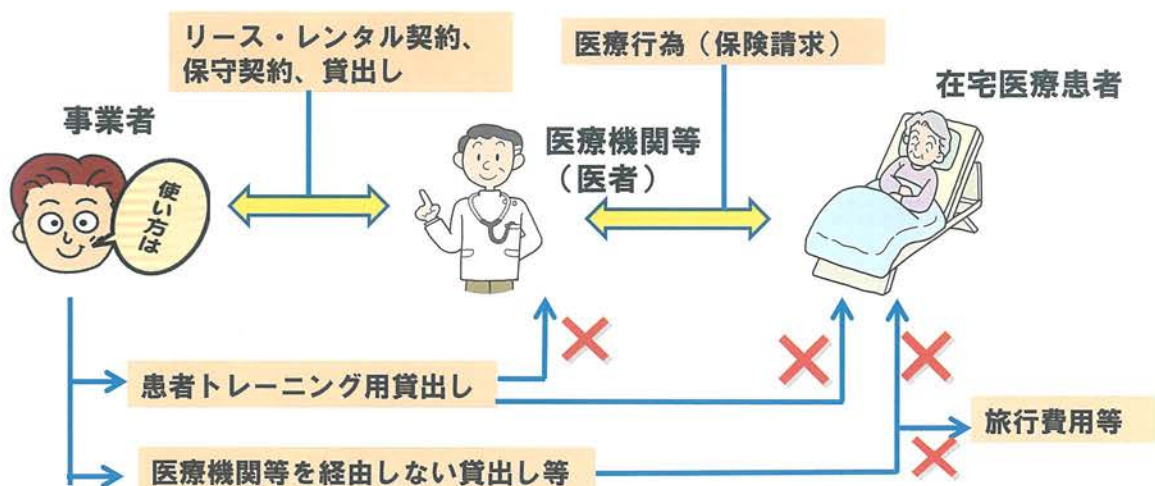 リース・レンタル契約、
保守契約、貸出し
医療行為（保険請求）
事業者
医療機関等
（医者）
在宅医療患者
使い方は
患者トレーニング用貸出し
旅行費用等
医療機関等を経由しない貸出し等